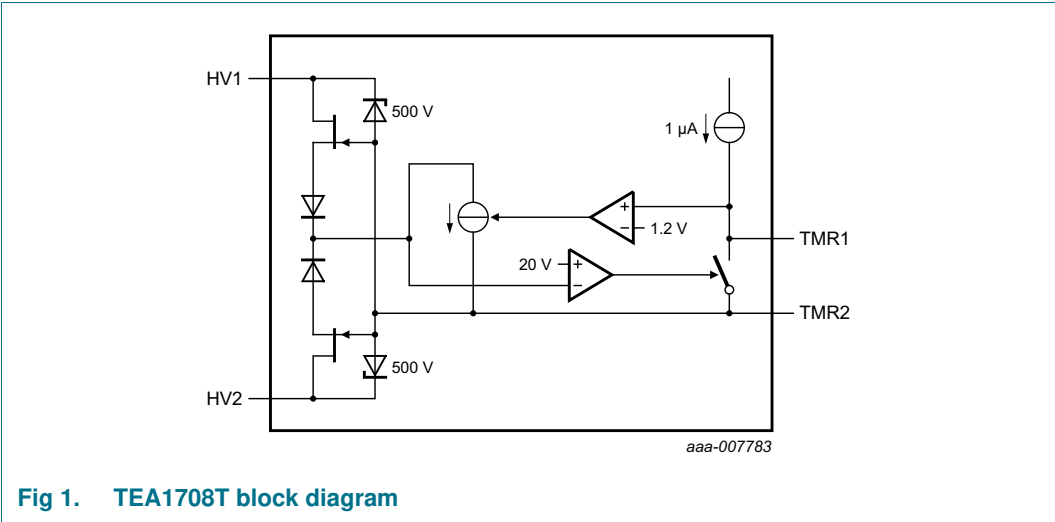 HV1
500 V
1 µA
+
− 1.2 V
TMR1
20 V +
−
TMR2
500 V
HV2
aaa-007783
Fig 1. TEA1708T block diagram